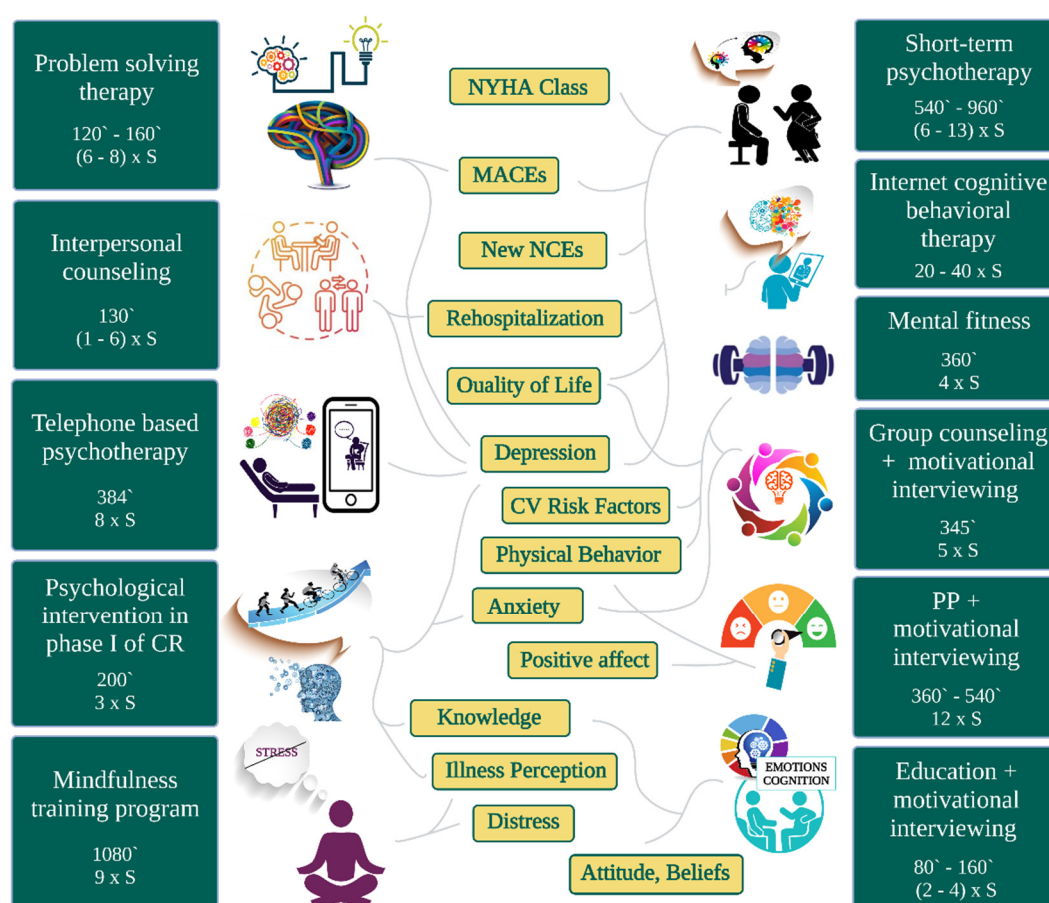 Problem solving
therapy
120` - 160`
(6 - 8) x S
Interpersonal
counseling
130`
(1 - 6) x S
Telephone based
psychotherapy
384`
8 x S
Psychological
intervention in
phase I of CR
200`
3 x S
Mindfulness
training program
1080`
9 x S
STRESS
NYHA Class
MACEs
New NCEs
Rehospitalization
Ouality of Life
Depression
CV Risk Factors
Physical Behavior
Anxiety
Positive affect
Knowledge
Illness Perception
Distress
Attitude, Beliefs
EMOTIONS
COGNITION
Short-term
psychotherapy
540` - 960`
(6 - 13) x S
Internet cognitive
behavioral
therapy
20 - 40 x S
Mental fitness
360`
4 x S
Group counseling
+ motivational
interviewing
345`
5 x S
PP +
motivational
interviewing
360` - 540`
12 x S
Education +
motivational
interviewing
80` - 160`
(2 - 4) x S